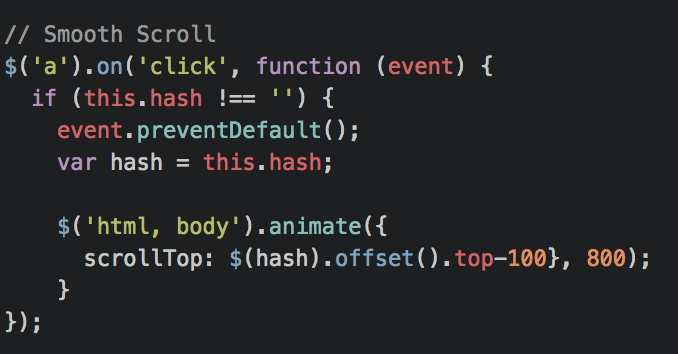 // Smooth Scroll
$('a').on('click', function (event) {
  if (this.hash !== '') {
    event.preventDefault();
    var hash = this.hash;

    $('html, body').animate({
      scrollTop: $(hash).offset().top-100}, 800);
    }
});